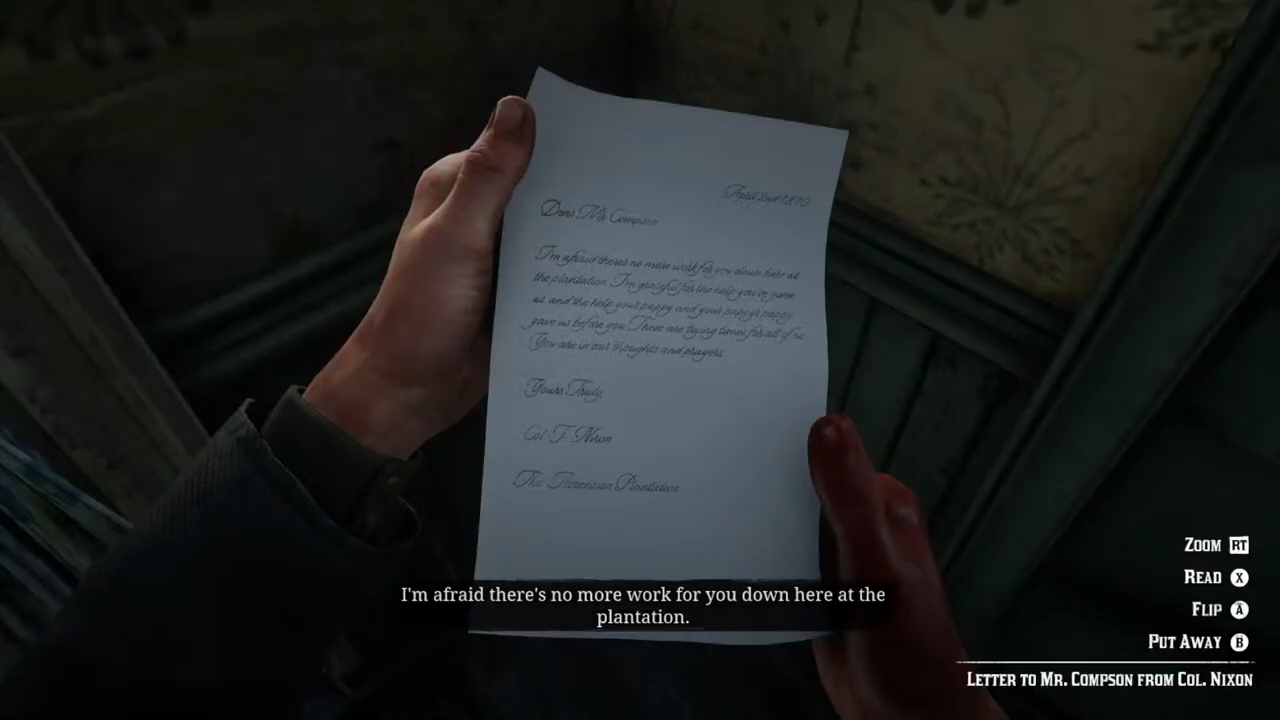 April 2nd 1870
Dear Mr Compson
I'm afraid there's no more work for you down here at
the plantation. I'm grateful for the help you've given
us, and the help your pappy, and your pappy's pappy
gave us before you. These are trying times for all of us.
You are in our thoughts and prayers.
Yours Truly,
Col. T. Nixon
The Ascension Plantation
I'm afraid there's no more work for you down here at the
plantation.
ZOOM RT
READ X
FLIP A
PUT AWAY B
LETTER TO MR. COMPSON FROM COL. NIXON